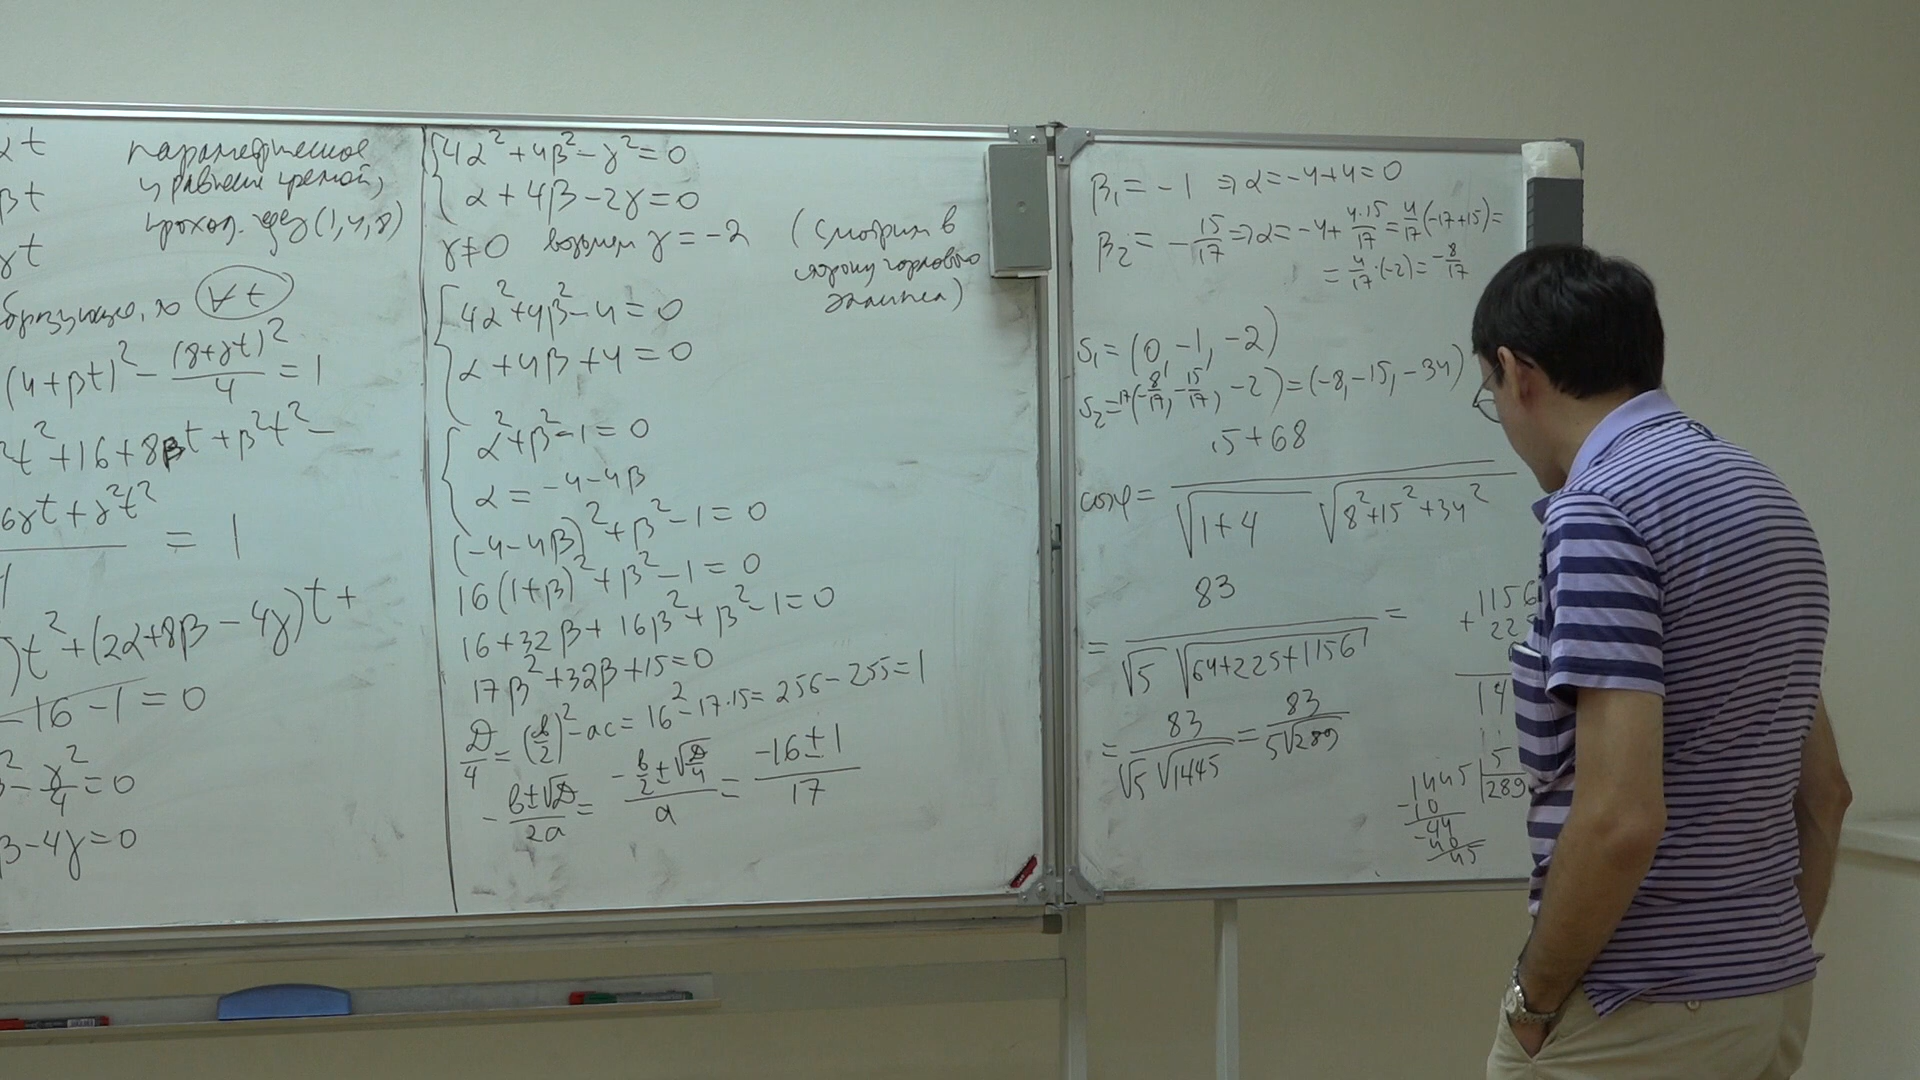 αt
βt
γt
параметрическое
уравнение прямой,
проход. через (1,4,8)
образующую, то ∀t
(4+βt)² - (8+γt)²/4 = 1
t² + 16 + 8βt + β²t² -
6γt + γ²t²
= 1
)t² + (2α+8β-4γ)t +
-16 - 1 = 0
² - γ²/4 = 0
β - 4γ = 0
{4α² + 4β² - γ² = 0
{α + 4β - 2γ = 0
γ ≠ 0 возьмем γ = -2
(смотрим в
сторону горлового
эллипса)
{4α² + 4β² - 4 = 0
{α + 4β + 4 = 0
{α² + β² - 1 = 0
{α = -4 - 4β
(-4-4β)² + β² - 1 = 0
16(1+β)² + β² - 1 = 0
16 + 32β + 16β² + β² - 1 = 0
17β² + 32β + 15 = 0
D/4 = (b/2)² - ac = 16² - 17·15 = 256 - 255 = 1
-b±√D/2a = -b/2±√D/4/a = -16±1/17
β₁ = -1 ⇒ α = -4+4 = 0
β₂ = -15/17 ⇒ α = -4 + 4·15/17 = 4/17(-17+15) =
= 4/17·(-2) = -8/17
S₁ = (0, -1, -2)
S₂ = 17(-8/17, -15/17, -2) = (-8, -15, -34)
15+68
cosφ =
√1+4 √8²+15²+34²
83
= √5 √64+225+1156 =
= 83/√5 √1445 = 83/5√289
+1156
22
14
1445 | 5
-10 289
44
-40
45